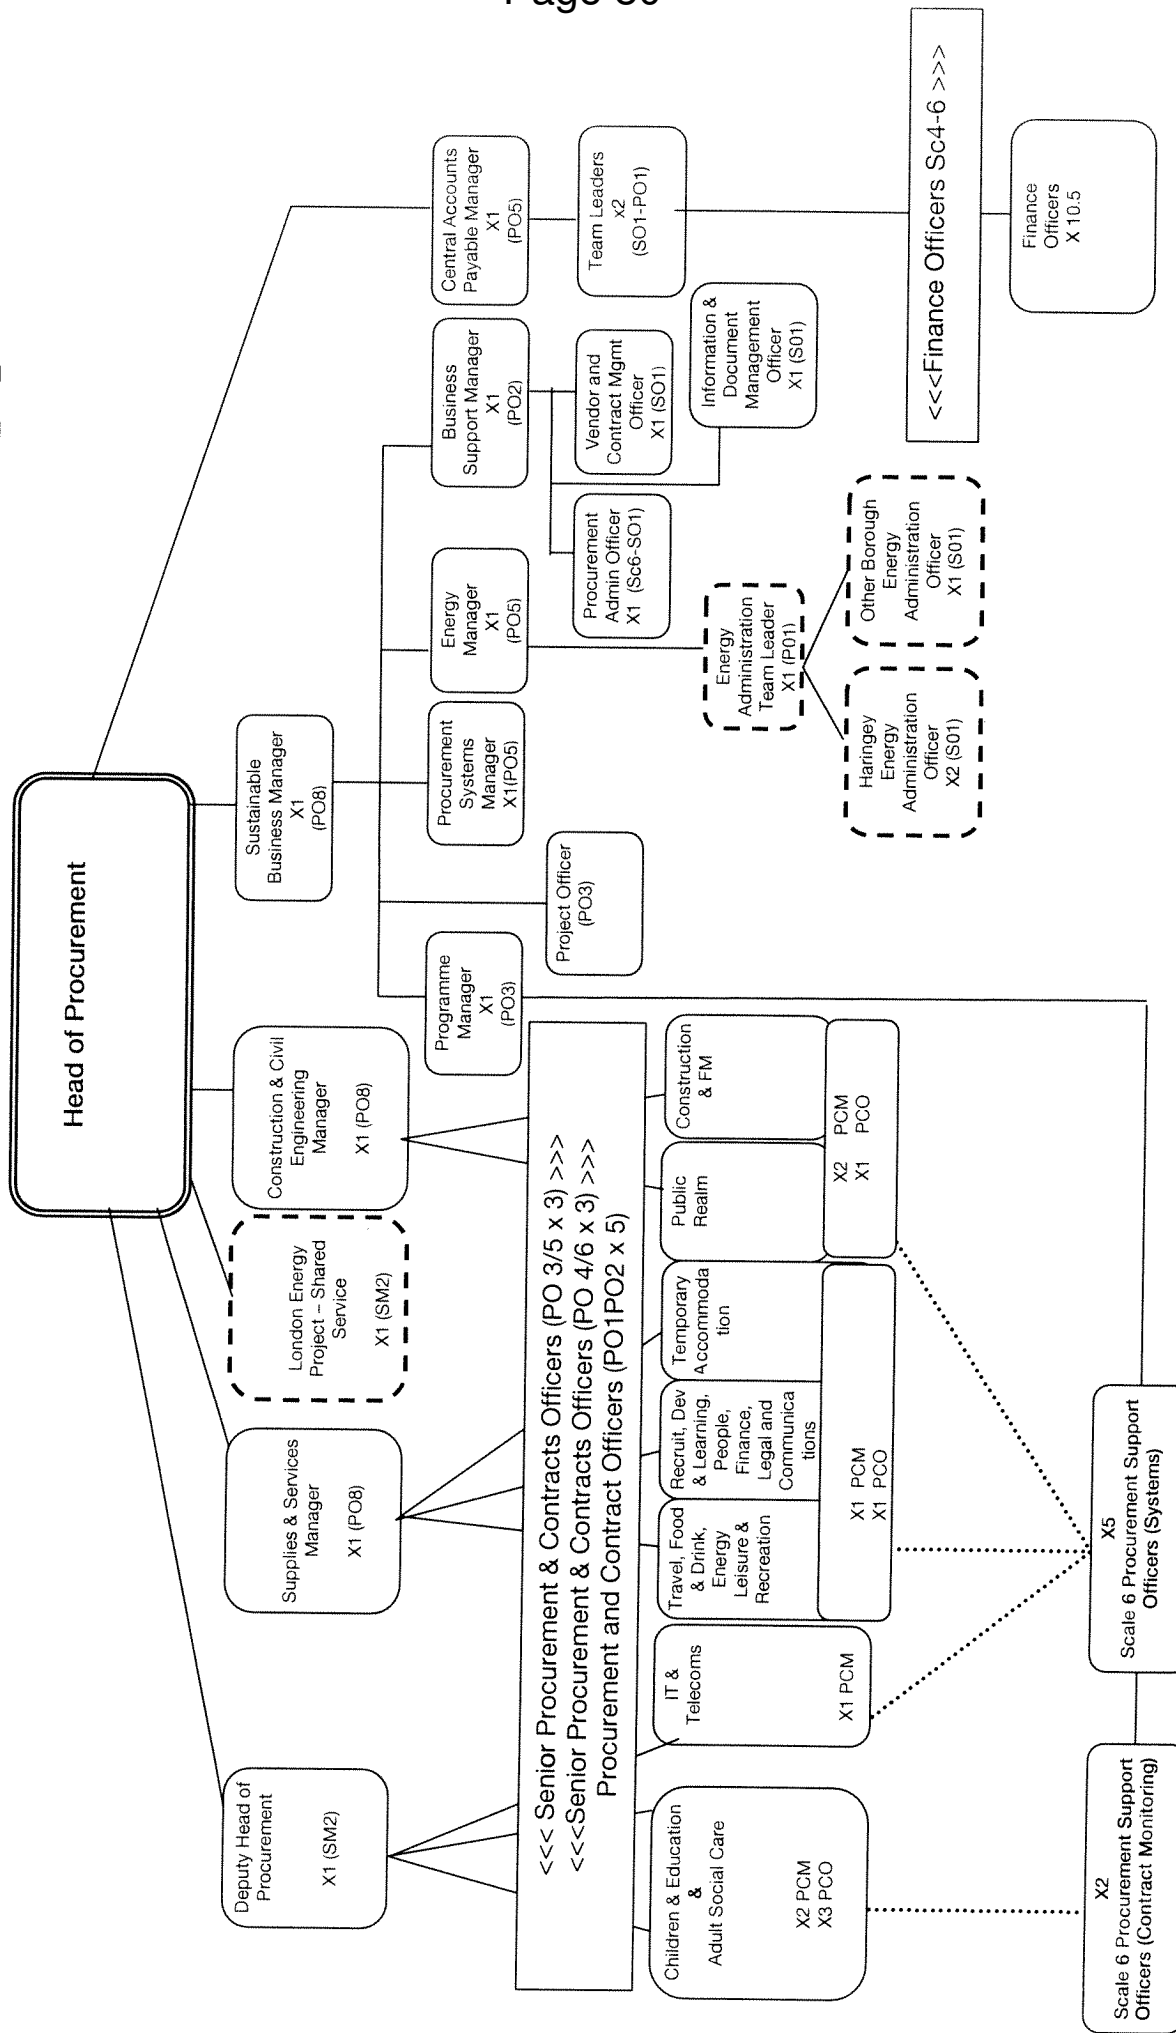 Head of Procurement
Deputy Head of
Procurement
X1 (SM2)
Supplies & Services
Manager
X1 (PO8)
London Energy
Project – Shared
Service
X1 (SM2)
Construction & Civil
Engineering
Manager
X1 (PO8)
Sustainable
Business Manager
X1
(PO8)
Programme
Manager
X1
(PO3)
Project Officer
(PO3)
Procurement
Systems
Manager
X1(PO5)
Energy
Manager
X1
(PO5)
Business
Support Manager
X1
(PO2)
Central Accounts
Payable Manager
X1
(PO5)
Procurement
Admin Officer
X1 (Sc6-SO1)
Vendor and
Contract Mgmt
Officer
X1 (SO1)
Team Leaders
x2
(SO1-PO1)
Information &
Document
Management
Officer
X1 (S01)
Energy
Administration
Team Leader
X1 (P01)
Haringey
Energy
Administration
Officer
X2 (S01)
Other Borough
Energy
Administration
Officer
X1 (S01)
<<<Finance Officers Sc4-6 >>>
Finance
Officers
X 10.5
<<< Senior Procurement & Contracts Officers (PO 3/5 x 3) >>>
<<<Senior Procurement & Contracts Officers (PO 4/6 x 3) >>>
Procurement and Contract Officers (PO1PO2 x 5)
Children & Education
&
Adult Social Care
X2 PCM
X3 PCO
IT &
Telecoms
X1 PCM
Travel, Food
& Drink,
Energy
Leisure &
Recreation
Recruit, Dev
& Learning,
People,
Finance,
Legal and
Communica
tions
Temporary
Accommoda
tion
X1 PCM
X1 PCO
Public
Realm
Construction
& FM
X2 PCM
X1 PCO
X2
Scale 6 Procurement Support
Officers (Contract Monitoring)
X5
Scale 6 Procurement Support
Officers (Systems)